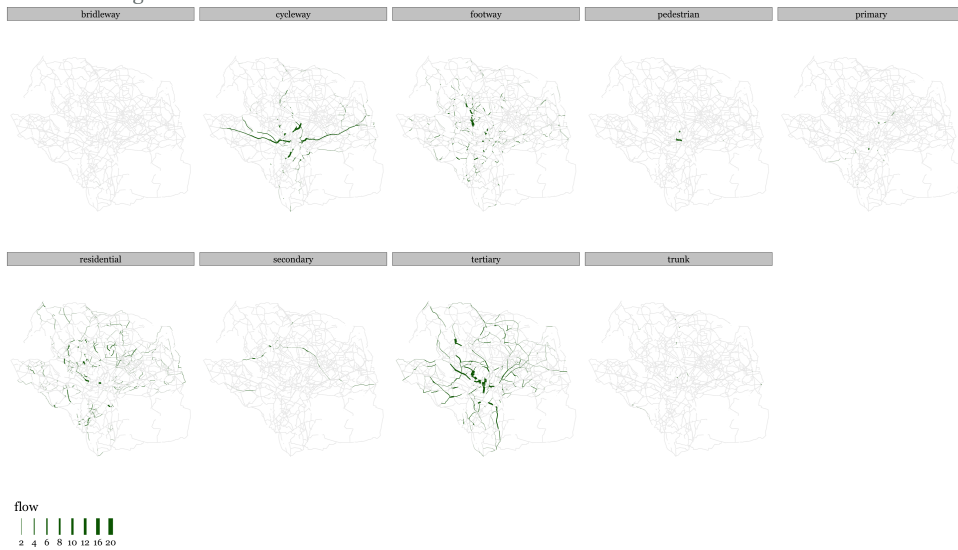 bridleway cycleway footway pedestrian primary
residential secondary tertiary trunk
flow
2 4 6 8 10 12 16 20